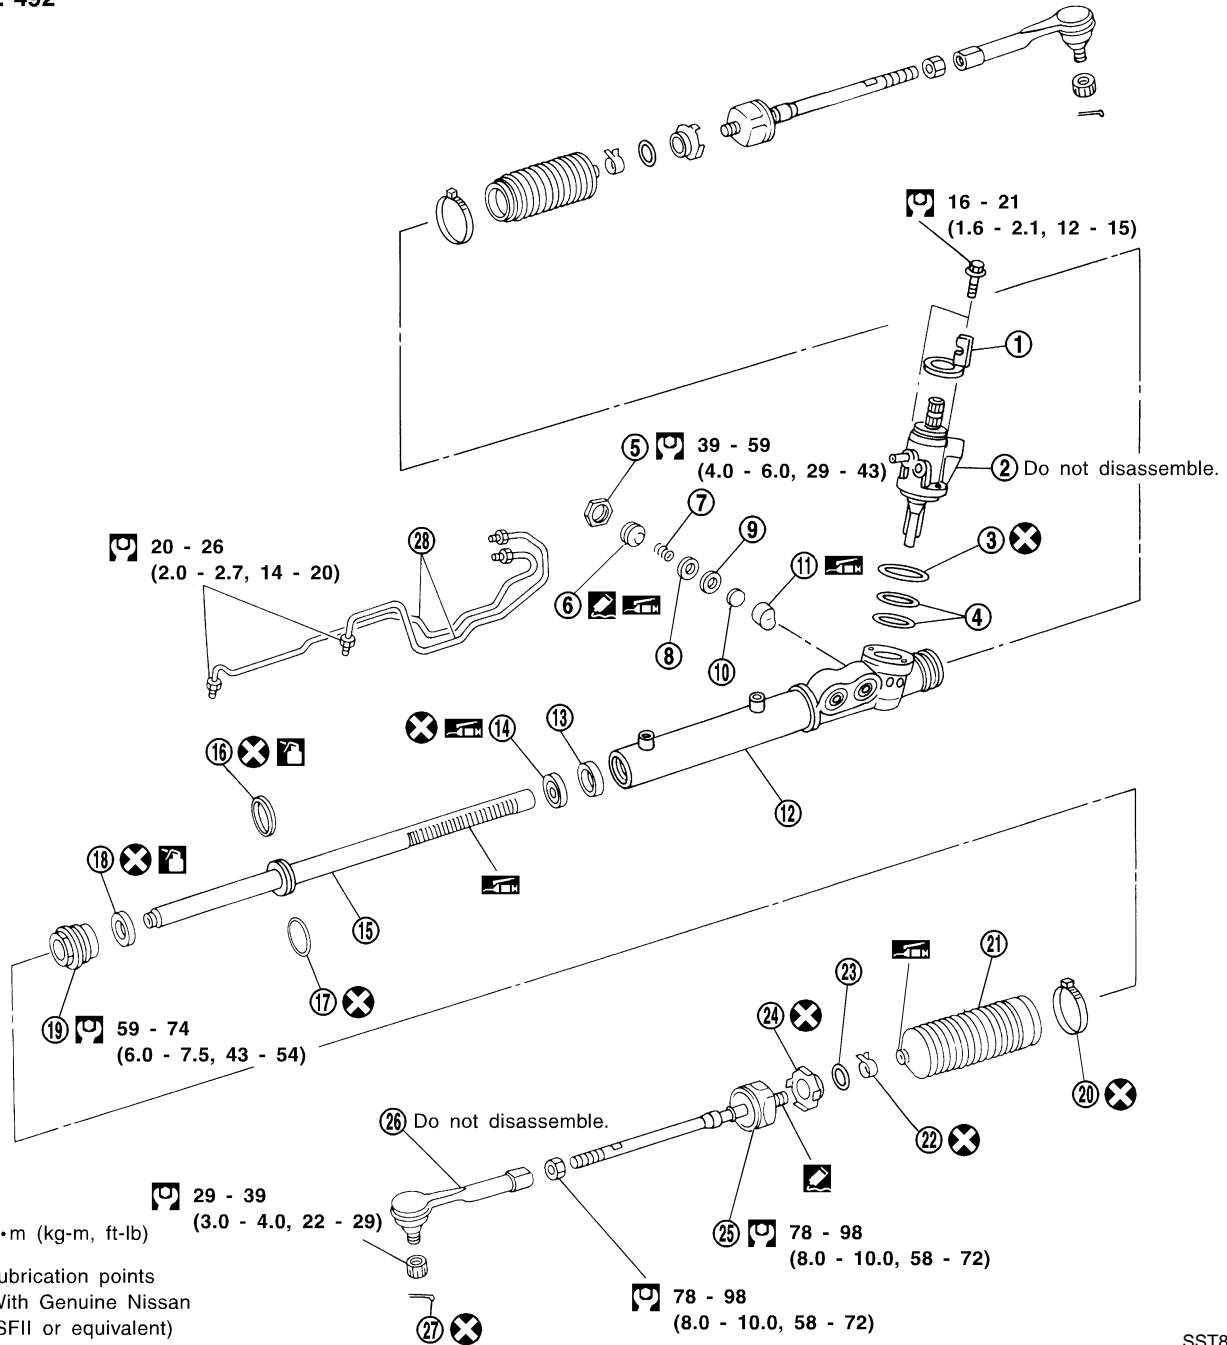 492
16 - 21
(1.6 - 2.1, 12 - 15)
1
5
39 - 59
(4.0 - 6.0, 29 - 43)
2 Do not disassemble.
7
28
9
3
20 - 26
(2.0 - 2.7, 14 - 20)
11
6
4
8
10
13
14
16
12
18
15
21
23
17
24
19
59 - 74
(6.0 - 7.5, 43 - 54)
20
26 Do not disassemble.
22
29 - 39
(3.0 - 4.0, 22 - 29)
25
78 - 98
(8.0 - 10.0, 58 - 72)
•m (kg-m, ft-lb)
ubrication points
With Genuine Nissan
SFII or equivalent)
78 - 98
(8.0 - 10.0, 58 - 72)
27
SST8